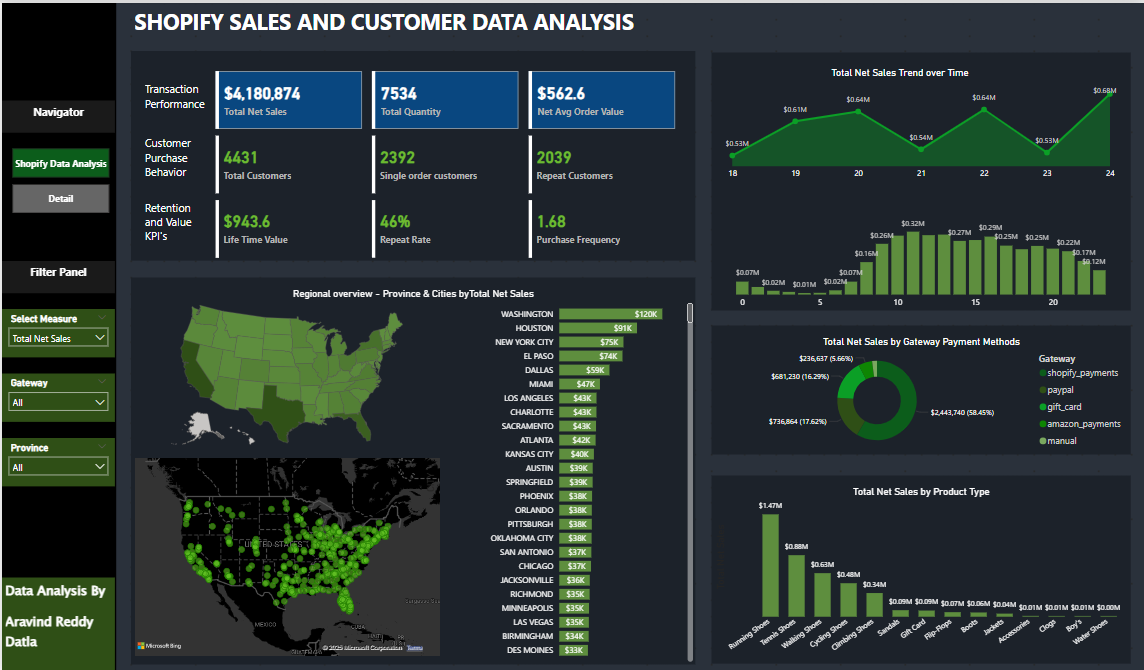 SHOPIFY SALES AND CUSTOMER DATA ANALYSIS
Navigator
Shopify Data Analysis
Detail
Filter Panel
Select Measure
Total Net Sales
Gateway
All
Province
All
Data Analysis By
Aravind Reddy
Datla
Transaction
Performance
$4,180,874
Total Net Sales
7534
Total Quantity
$562.6
Net Avg Order Value
Customer
Purchase
Behavior
4431
Total Customers
2392
Single order customers
2039
Repeat Customers
Retention
and Value
KPI's
$943.6
Life Time Value
46%
Repeat Rate
1.68
Purchase Frequency
Regional overview – Province & Cities byTotal Net Sales
WASHINGTON $120K
HOUSTON $91K
NEW YORK CITY $75K
EL PASO $74K
DALLAS $59K
MIAMI $47K
LOS ANGELES $43K
CHARLOTTE $43K
SACRAMENTO $43K
ATLANTA $42K
KANSAS CITY $40K
AUSTIN $39K
SPRINGFIELD $39K
PHOENIX $38K
ORLANDO $38K
PITTSBURGH $38K
OKLAHOMA CITY $38K
SAN ANTONIO $37K
CHICAGO $37K
JACKSONVILLE $36K
RICHMOND $35K
MINNEAPOLIS $35K
LAS VEGAS $35K
BIRMINGHAM $34K
DES MOINES $33K
UNITED STATES
MEXICO
CUBA
HAITI
Microsoft Bing
© 2025 Microsoft Corporation Terms
Total Net Sales Trend over Time
$0.53M $0.61M $0.64M $0.54M $0.64M $0.53M $0.68M
18 19 20 21 22 23 24
$0.07M $0.02M $0.01M $0.02M $0.07M $0.16M $0.26M $0.32M $0.27M $0.29M $0.25M $0.25M $0.22M $0.17M $0.12M
0 5 10 15 20
Total Net Sales by Gateway Payment Methods
$236,637 (5.66%)
$681,230 (16.29%)
$736,864 (17.62%)
$2,443,740 (58.45%)
Gateway
shopify_payments
paypal
gift_card
amazon_payments
manual
Total Net Sales by Product Type
$1.47M $0.88M $0.63M $0.48M $0.34M $0.09M $0.09M $0.07M $0.06M $0.04M $0.01M $0.01M $0.01M $0.00M
Running Shoes Tennis Shoes Walking Shoes Cycling Shoes Climbing Shoes Sandals Gift Card Flip-Flops Boots Jackets Accessories Clogs Boy's Water Shoes